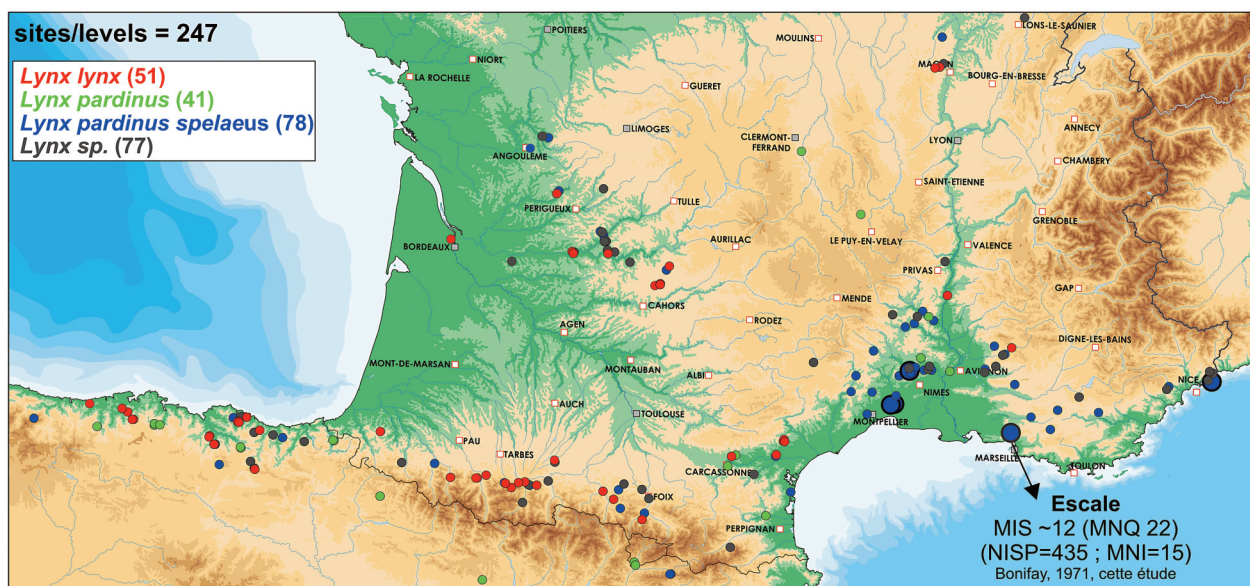 sites/levels = 247
Lynx lynx (51)
Lynx pardinus (41)
Lynx pardinus spelaeus (78)
Lynx sp. (77)
POITIERS
MOULINS
LONS-LE-SAUNIER
NIORT
LA ROCHELLE
MACON
BOURG-EN-BRESSE
GUERET
ANNECY
LIMOGES
CLERMONT-
FERRAND
LYON
ANGOULEME
CHAMBERY
SAINT-ETIENNE
PERIGUEUX
TULLE
GRENOBLE
BORDEAUX
AURILLAC
LE PUY-EN-VELAY
VALENCE
PRIVAS
GAP
CAHORS
MENDE
RODEZ
AGEN
DIGNE-LES-BAINS
MONT-DE-MARSAN
MONTAUBAN
ALBI
AVIGNON
NICE
NIMES
AUCH
TOULOUSE
MONTPELLIER
PAU
TARBES
CARCASSONNE
MARSEILLE
TOULON
FOIX
PERPIGNAN
Escale
MIS ~12 (MNQ 22)
(NISP=435 ; MNI=15)
Bonifay, 1971, cette étude